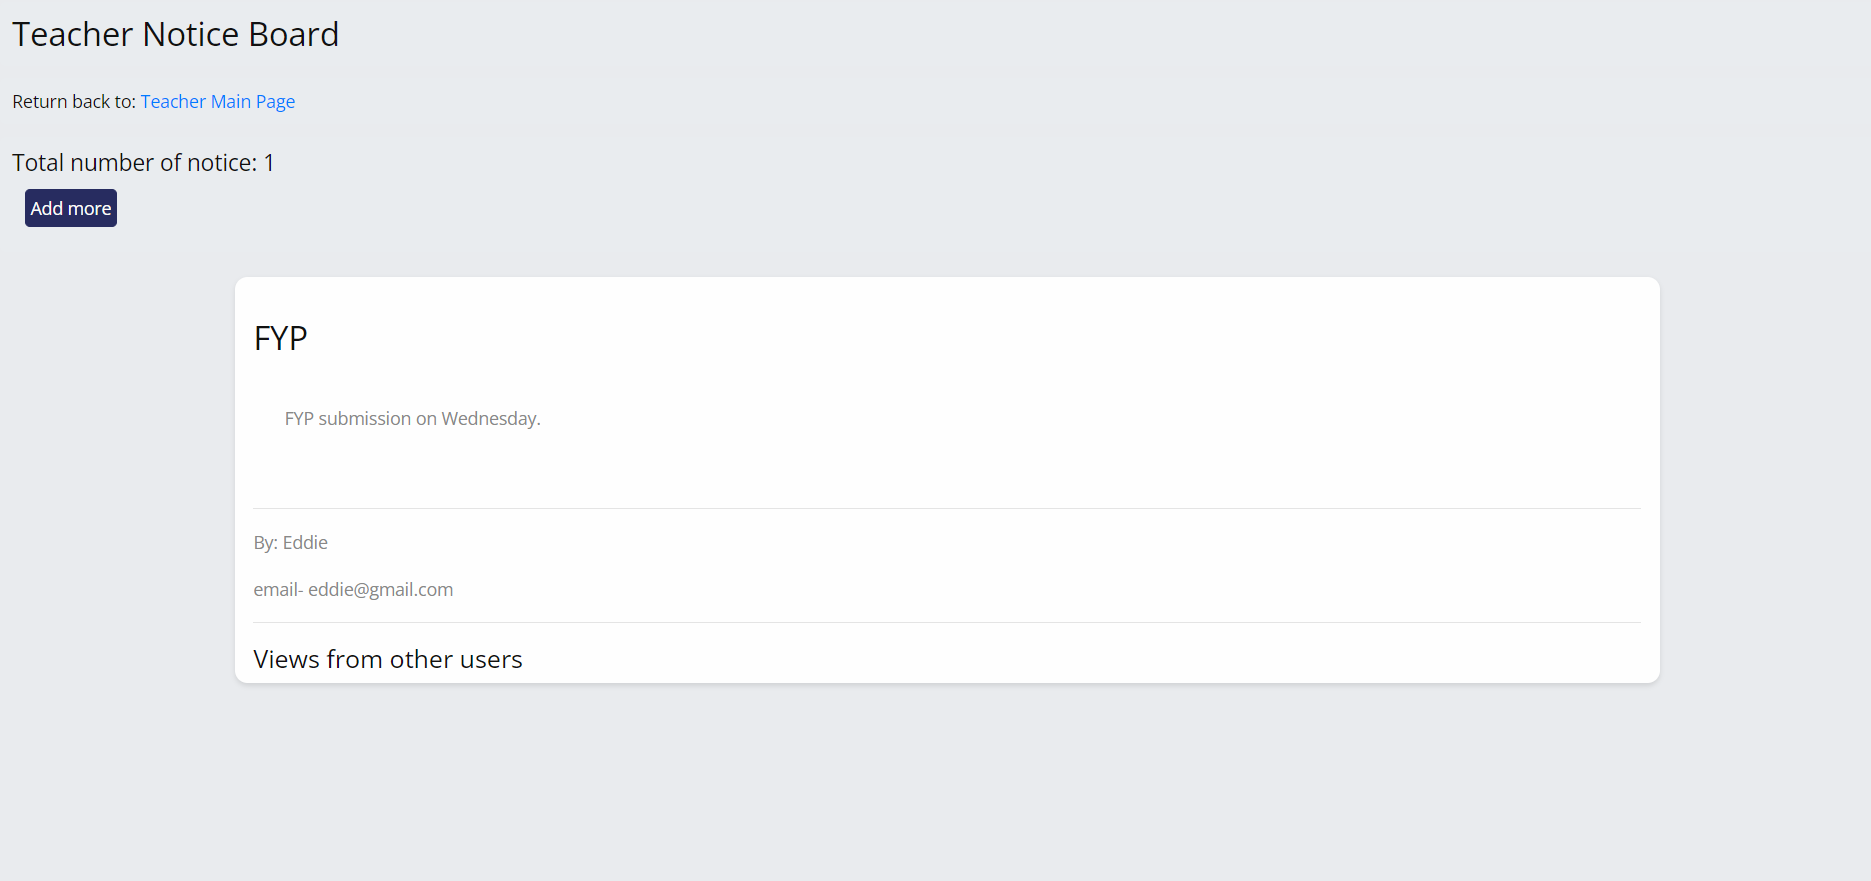 Teacher Notice Board
Return back to: Teacher Main Page
Total number of notice: 1
Add more
FYP
FYP submission on Wednesday.
By: Eddie
email- eddie@gmail.com
Views from other users